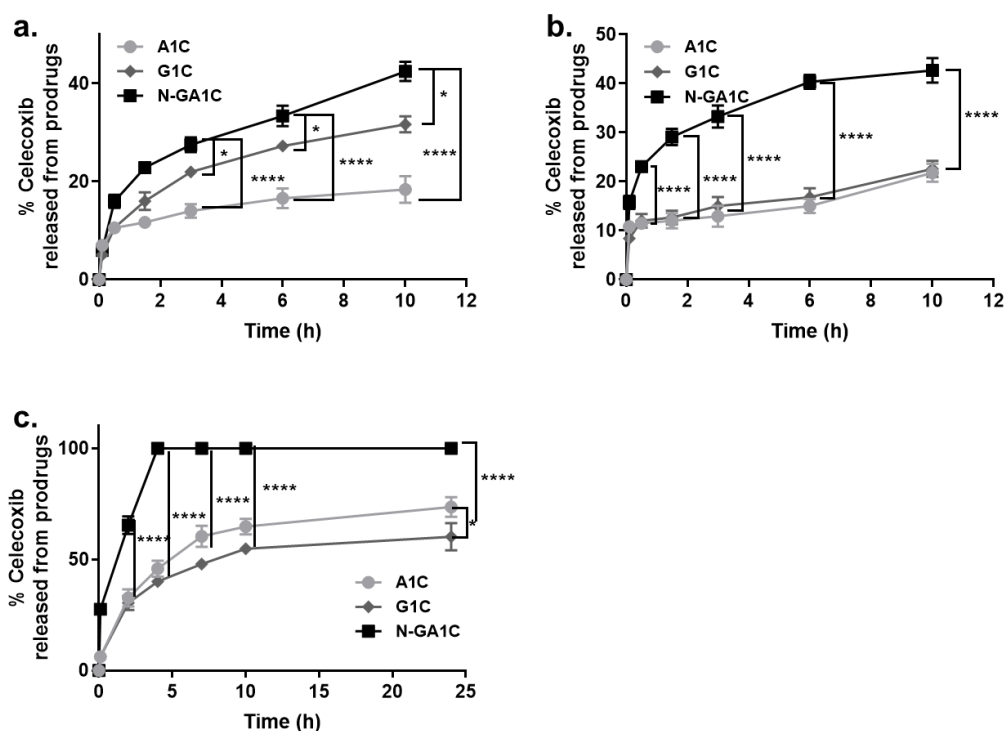 a.
% Celecoxib
released from prodrugs
40
20
0
A1C
G1C
N-GA1C
*
****
*
****
*
****
0 2 4 6 8 10 12
Time (h)
b.
% Celecoxib
released from prodrugs
50
40
30
20
10
0
A1C
G1C
N-GA1C
****
****
****
****
****
0 2 4 6 8 10 12
Time (h)
c.
% Celecoxib
released from prodrugs
100
50
0
****
****
****
****
****
*
A1C
G1C
N-GA1C
0 5 10 15 20 25
Time (h)